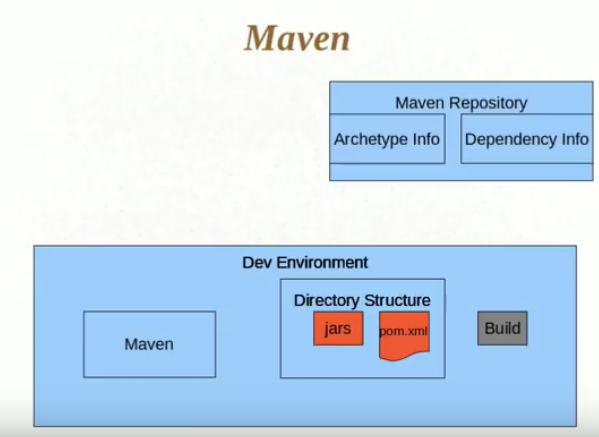 Maven
Maven Repository
Archetype Info
Dependency Info
Dev Environment
Directory Structure
jars
pom.xml
Build
Maven